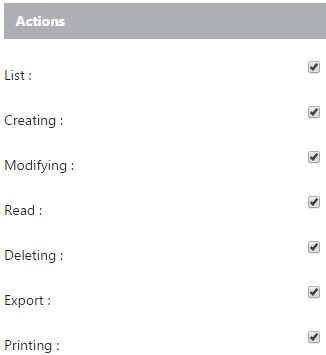 Actions
List :
Creating :
Modifying :
Read :
Deleting :
Export :
Printing :